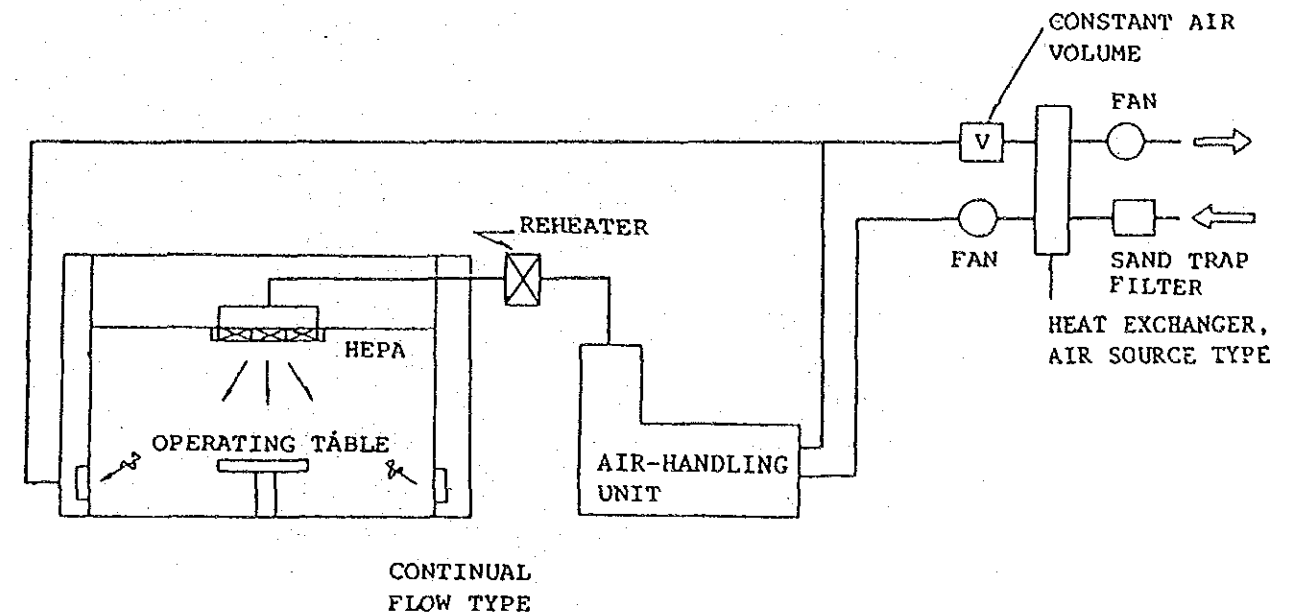 CONSTANT AIR
VOLUME
FAN
V
REHEATER
FAN
SAND TRAP
FILTER
HEPA
HEAT EXCHANGER,
AIR SOURCE TYPE
OPERATING TABLE
AIR-HANDLING
UNIT
CONTINUAL
FLOW TYPE